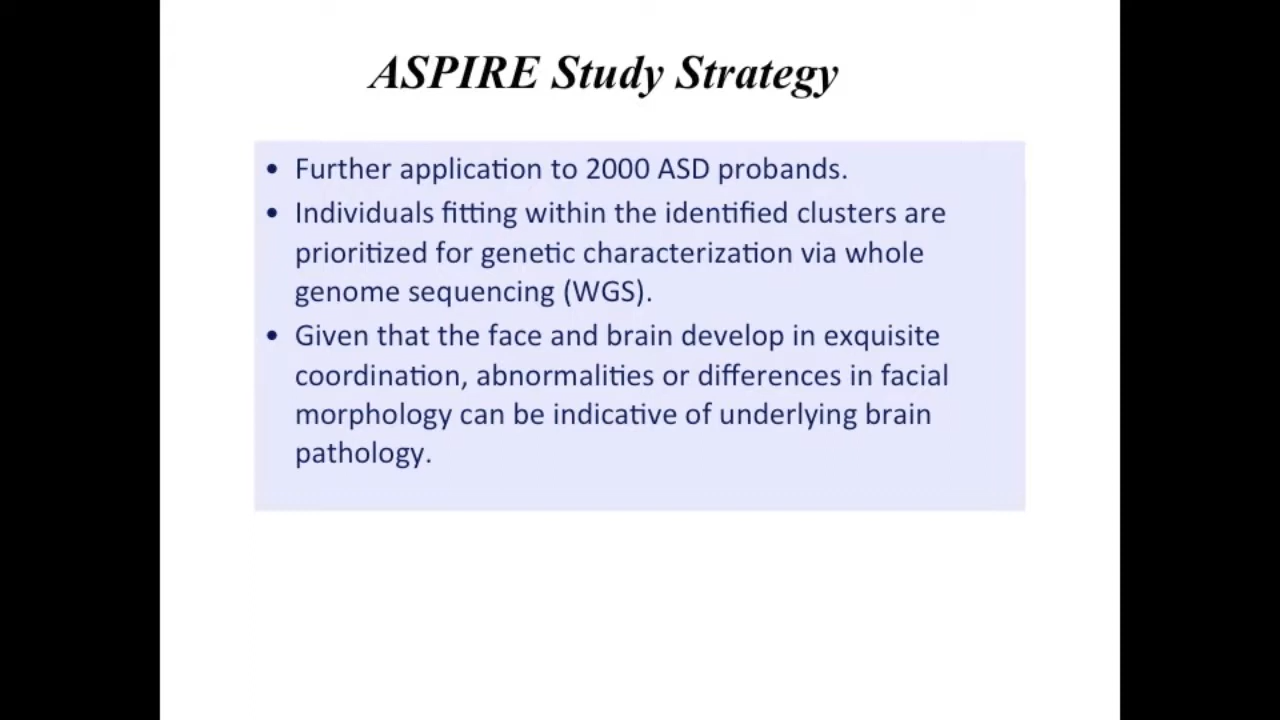 ASPIRE Study Strategy
• Further application to 2000 ASD probands.
• Individuals fitting within the identified clusters are
prioritized for genetic characterization via whole
genome sequencing (WGS).
• Given that the face and brain develop in exquisite
coordination, abnormalities or differences in facial
morphology can be indicative of underlying brain
pathology.